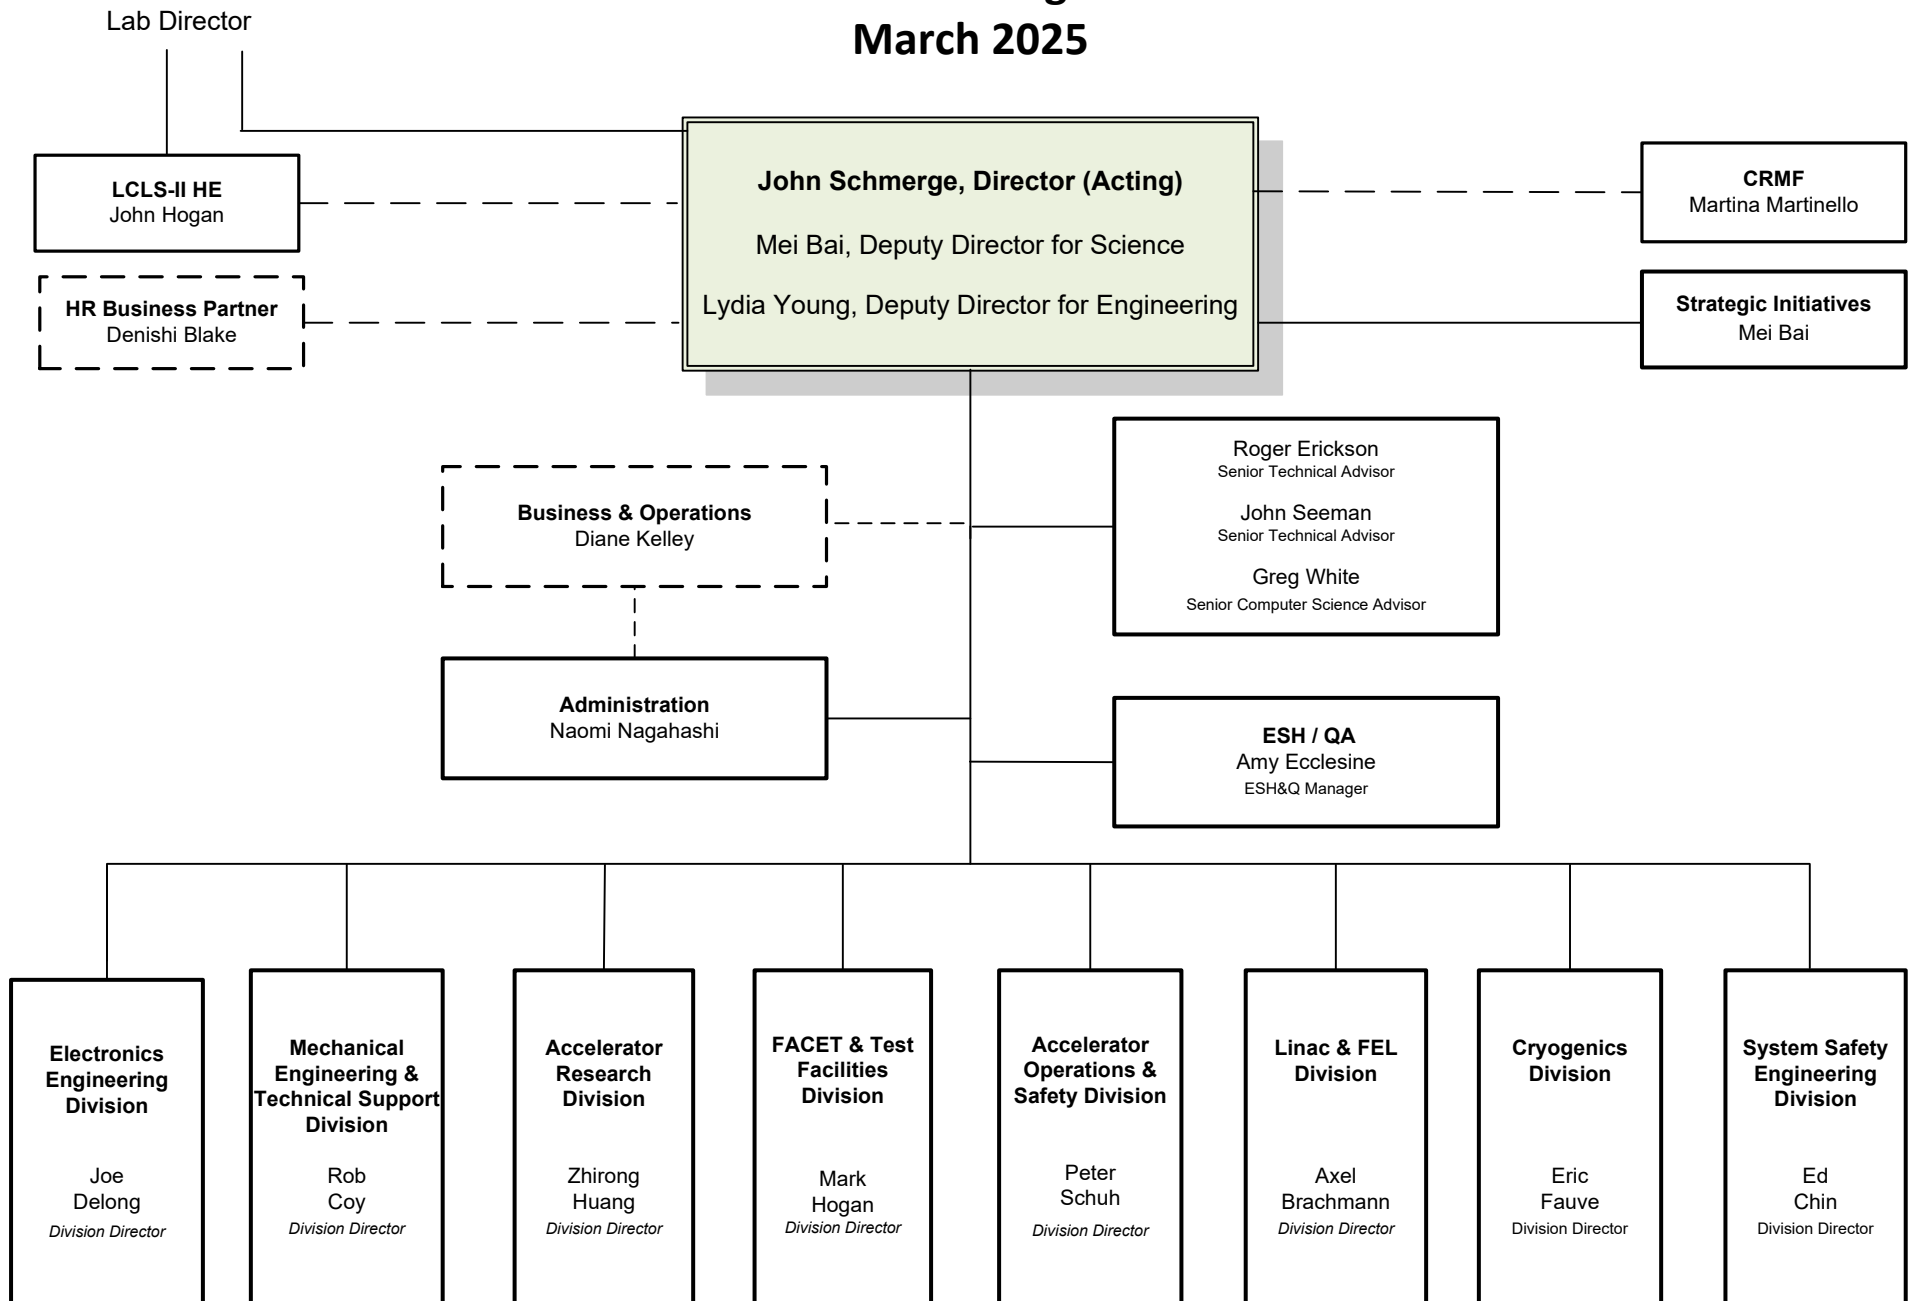 Lab Director
March 2025
LCLS-II HE
John Hogan
HR Business Partner
Denishi Blake
John Schmerge, Director (Acting)
Mei Bai, Deputy Director for Science
Lydia Young, Deputy Director for Engineering
CRMF
Martina Martinello
Strategic Initiatives
Mei Bai
Business & Operations
Diane Kelley
Roger Erickson
Senior Technical Advisor
John Seeman
Senior Technical Advisor
Greg White
Senior Computer Science Advisor
Administration
Naomi Nagahashi
ESH / QA
Amy Ecclesine
ESH&Q Manager
Electronics
Engineering
Division
Joe
Delong
Division Director
Mechanical
Engineering &
Technical Support
Division
Rob
Coy
Division Director
Accelerator
Research
Division
Zhirong
Huang
Division Director
FACET & Test
Facilities
Division
Mark
Hogan
Division Director
Accelerator
Operations &
Safety Division
Peter
Schuh
Division Director
Linac & FEL
Division
Axel
Brachmann
Division Director
Cryogenics
Division
Eric
Fauve
Division Director
System Safety
Engineering
Division
Ed
Chin
Division Director